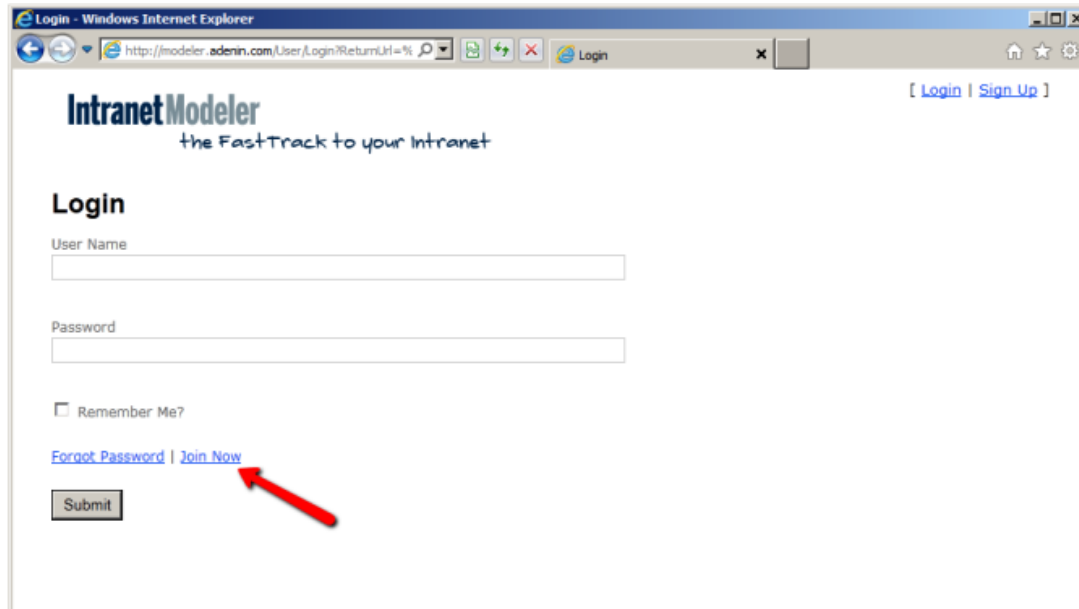 Login - Windows Internet Explorer
http://modeler.adenin.com/User/Login?ReturnUrl=%
Login
[ Login | Sign Up ]
IntranetModeler
the FastTrack to your Intranet
Login
User Name
Password
Remember Me?
Forgot Password | Join Now
Submit